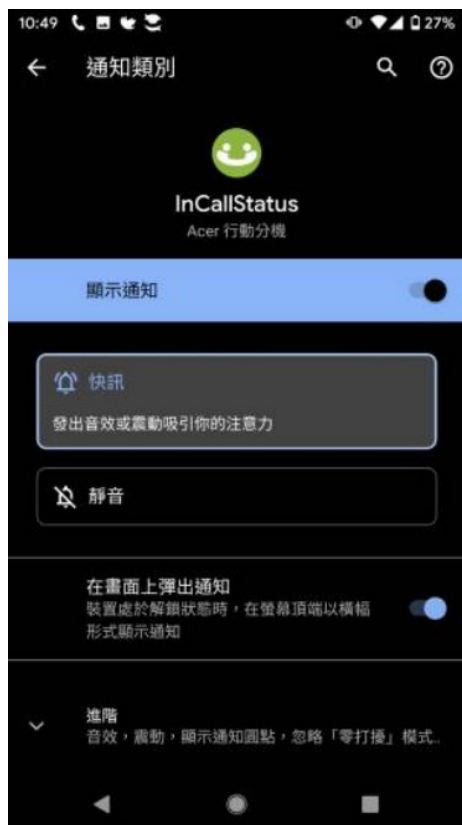 10:49 27%
通知類別
InCallStatus
Acer 行動分機
顯示通知
快訊
發出音效或震動吸引你的注意力
靜音
在畫面上彈出通知
裝置處於解鎖狀態時，在螢幕頂端以橫幅
形式顯示通知
進階
音效，震動，顯示通知圓點，忽略「零打擾」模式..